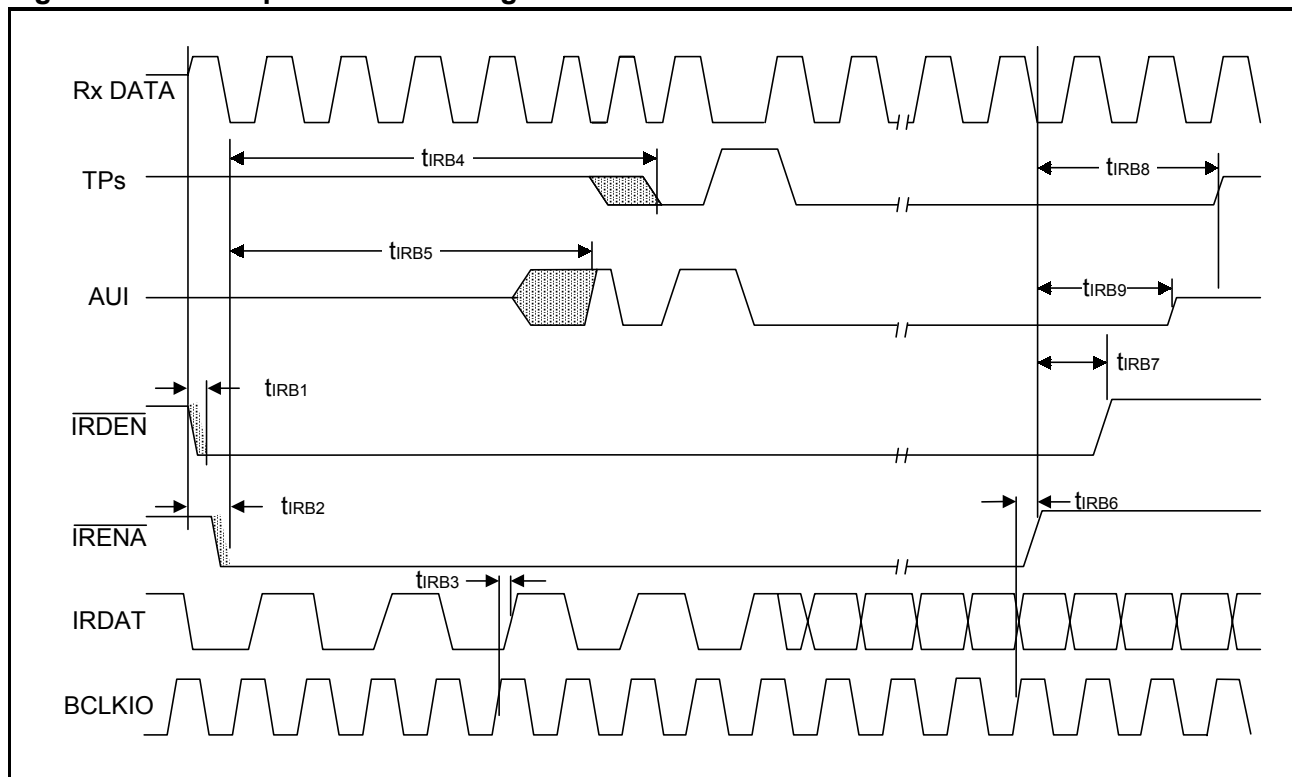 Rx DATA
tIRB4
tIRB8
TPs
tIRB5
tIRB9
AUI
tIRB7
tIRB1
IRDEN
tIRB2
tIRB6
IRENA
tIRB3
IRDAT
BCLKIO